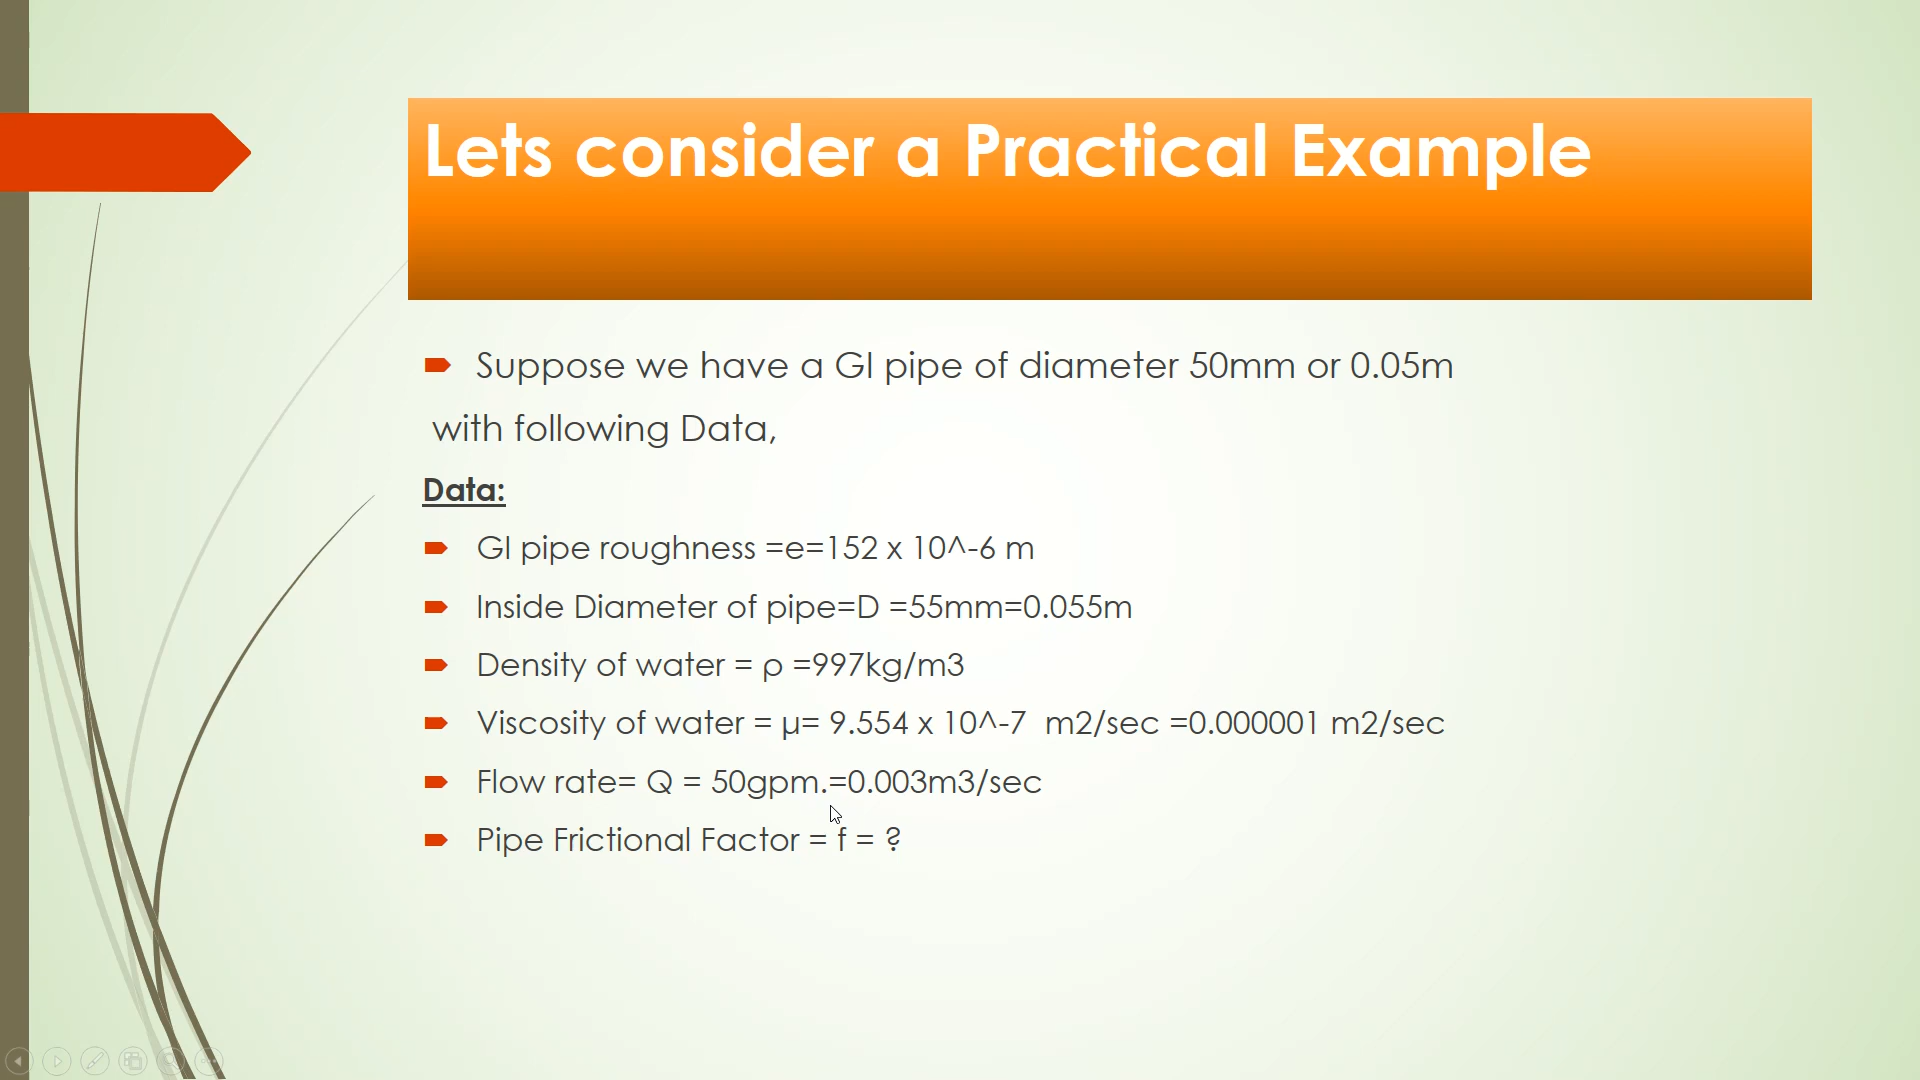 Lets consider a Practical Example
Suppose we have a GI pipe of diameter 50mm or 0.05m
with following Data,
Data:
GI pipe roughness =e=152 x 10^-6 m
Inside Diameter of pipe=D =55mm=0.055m
Density of water = ρ =997kg/m3
Viscosity of water = µ= 9.554 x 10^-7  m2/sec =0.000001 m2/sec
Flow rate= Q = 50gpm.=0.003m3/sec
Pipe Frictional Factor = f = ?